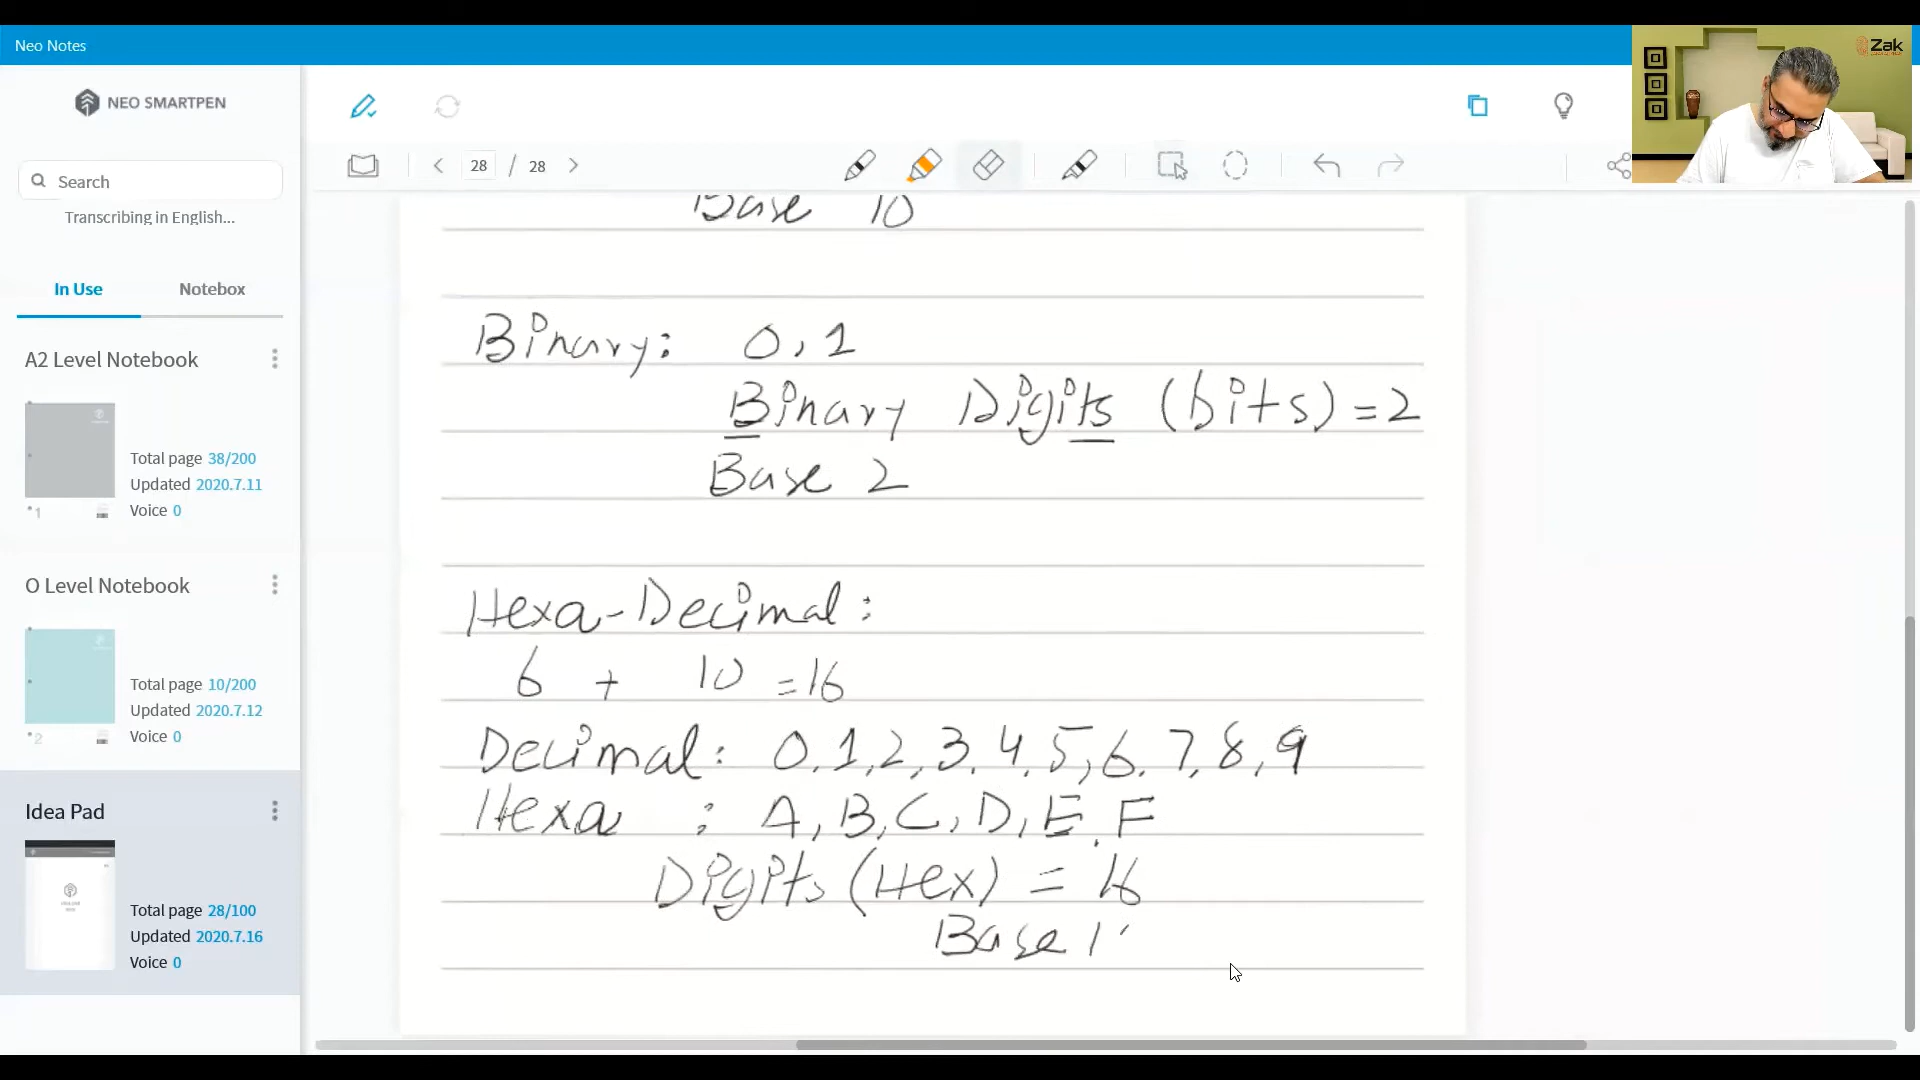 Neo Notes
Zak
NEO SMARTPEN
28 / 28
Search
Transcribing in English...
In Use Notebox
A2 Level Notebook
Total page 38/200
Updated 2020.7.11
Voice 0
1
O Level Notebook
Total page 10/200
Updated 2020.7.12
Voice 0
2
Idea Pad
Total page 28/100
Updated 2020.7.16
Voice 0
Base 10
Binary: 0, 1
Binary Digits (bits) = 2
Base 2
Hexa-Decimal:
6 + 10 = 16
Decimal: 0, 1, 2, 3, 4, 5, 6, 7, 8, 9
Hexa : A, B, C, D, E, F
Digits (Hex) = 16
Base 1